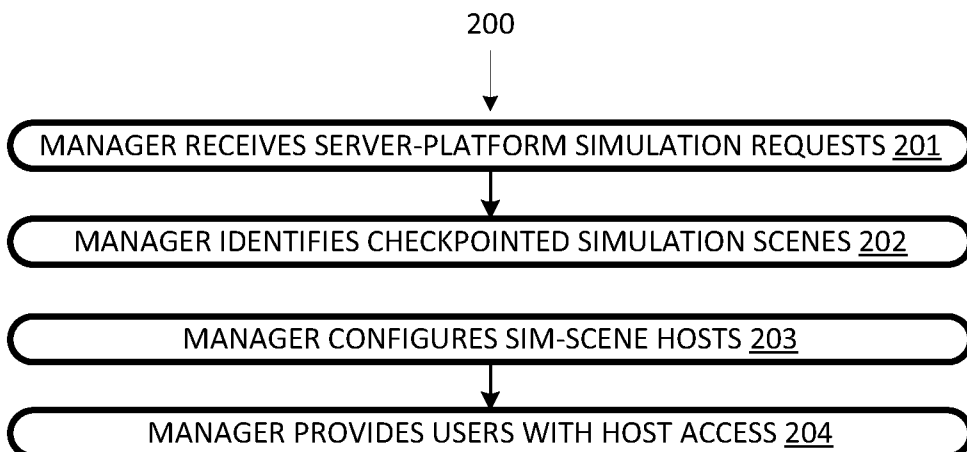 200
MANAGER RECEIVES SERVER-PLATFORM SIMULATION REQUESTS 201
MANAGER IDENTIFIES CHECKPOINTED SIMULATION SCENES 202
MANAGER CONFIGURES SIM-SCENE HOSTS 203
MANAGER PROVIDES USERS WITH HOST ACCESS 204